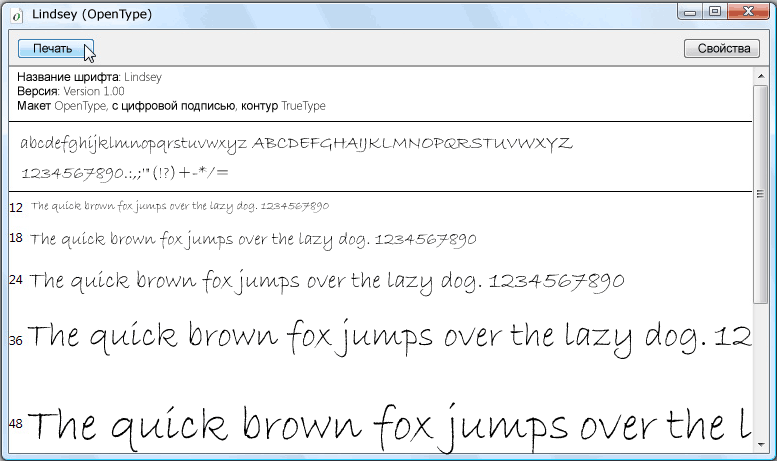 Lindsey (OpenType)
Печать
Свойства
Название шрифта: Lindsey
Версия: Version 1.00
Макет OpenType, с цифровой подписью, контур TrueType
abcdefghijklmnopqrstuvwxyz ABCDEFGHAIJKLMNOPQRSTUVWXYZ
1234567890.:,;'"(!?)+-*/=
12 The quick brown fox jumps over the lazy dog. 1234567890
18 The quick brown fox jumps over the lazy dog. 1234567890
24 The quick brown fox jumps over the lazy dog. 1234567890
36 The quick brown fox jumps over the lazy dog. 12
48 The quick brown fox jumps over the l